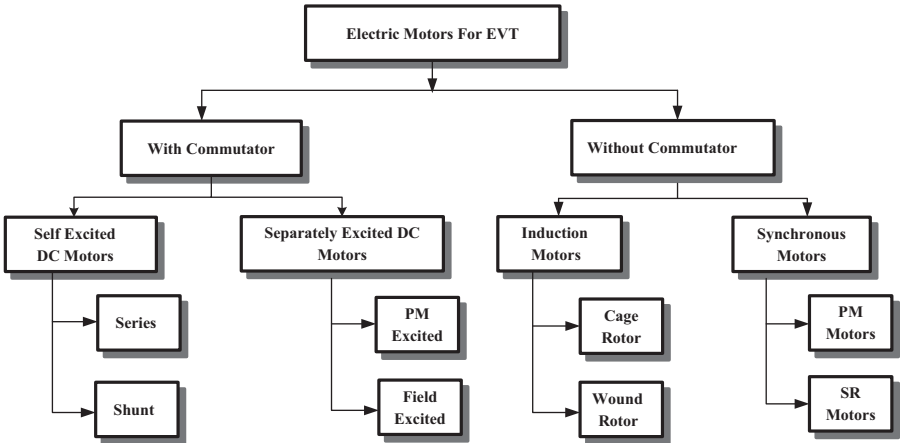 Electric Motors For EVT
With Commutator
Without Commutator
Self Excited
DC Motors
Separately Excited DC
Motors
Induction
Motors
Synchronous
Motors
Series
PM
Excited
Cage
Rotor
PM
Motors
Shunt
Field
Excited
Wound
Rotor
SR
Motors